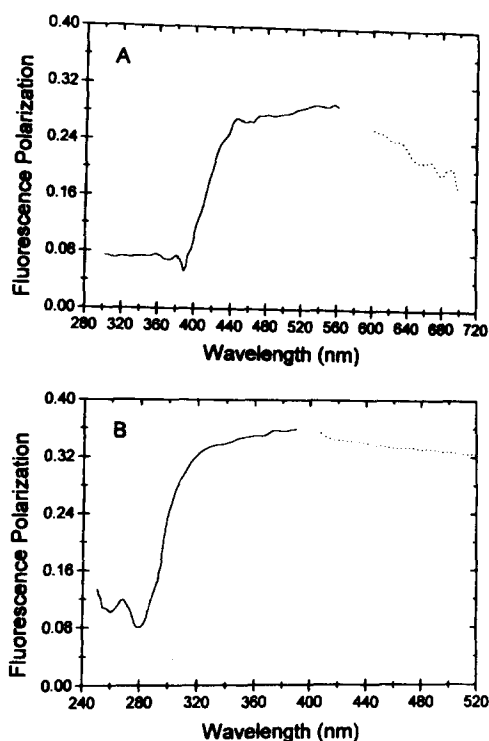 0.40
A
0.32
0.24
0.16
0.08
0.00
Fluorescence Polarization
280 320 360 400 440 480 520 560 600 640 680 720
Wavelength (nm)
0.40
B
0.32
0.24
0.16
0.08
0.00
Fluorescence Polarization
240 280 320 360 400 440 480 520
Wavelength (nm)